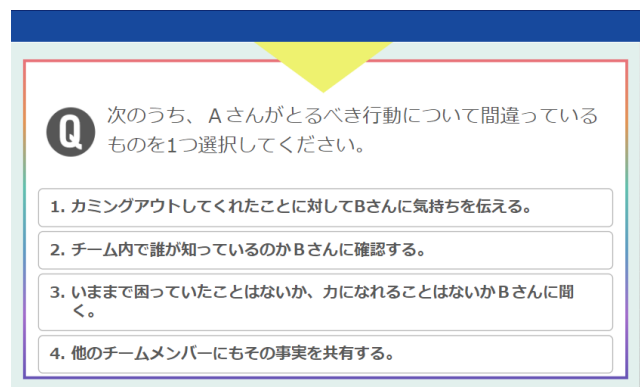 Q
次のうち、Aさんがとるべき行動について間違っている
ものを1つ選択してください。
1. カミングアウトしてくれたことに対してBさんに気持ちを伝える。
2. チーム内で誰が知っているのかBさんに確認する。
3. いままで困っていたことはないか、力になれることはないかBさんに聞
く。
4. 他のチームメンバーにもその事実を共有する。